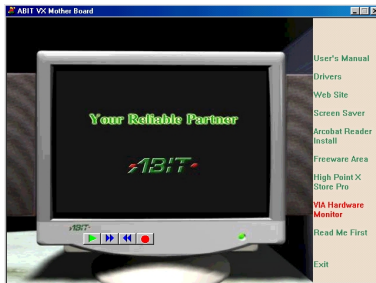 ABIT VX Mother Board
User's Manual
Drivers
Web Site
Screen Saver
Arcobat Reader
Install
Freeware Area
High Point X
Store Pro
VIA Hardware
Monitor
Read Me First
Exit
Your Reliable Partner
ABIT
ABIT